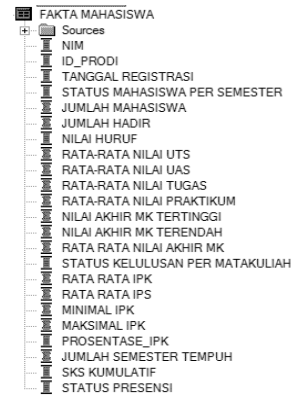 FAKTA MAHASISWA
Sources
NIM
ID_PRODI
TANGGAL REGISTRASI
STATUS MAHASISWA PER SEMESTER
JUMLAH MAHASISWA
JUMLAH HADIR
NILAI HURUF
RATA-RATA NILAI UTS
RATA-RATA NILAI UAS
RATA-RATA NILAI TUGAS
RATA-RATA NILAI PRAKTIKUM
NILAI AKHIR MK TERTINGGI
NILAI AKHIR MK TERENDAH
RATA RATA NILAI AKHIR MK
STATUS KELULUSAN PER MATAKULIAH
RATA RATA IPK
RATA RATA IPS
MINIMAL IPK
MAKSIMAL IPK
PROSENTASE_IPK
JUMLAH SEMESTER TEMPUH
SKS KUMULATIF
STATUS PRESENSI